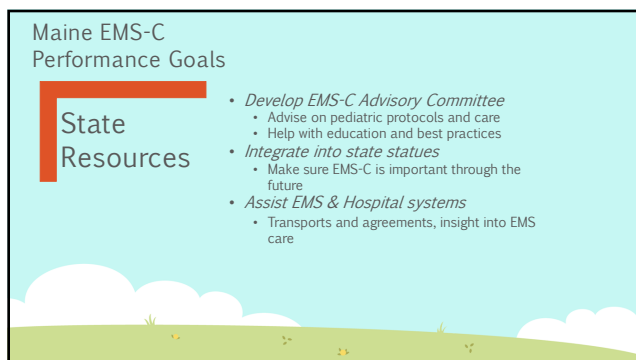 Maine EMS-C
Performance Goals
State
Resources
• Develop EMS-C Advisory Committee
• Advise on pediatric protocols and care
• Help with education and best practices
• Integrate into state statues
• Make sure EMS-C is important through the
future
• Assist EMS & Hospital systems
• Transports and agreements, insight into EMS
care